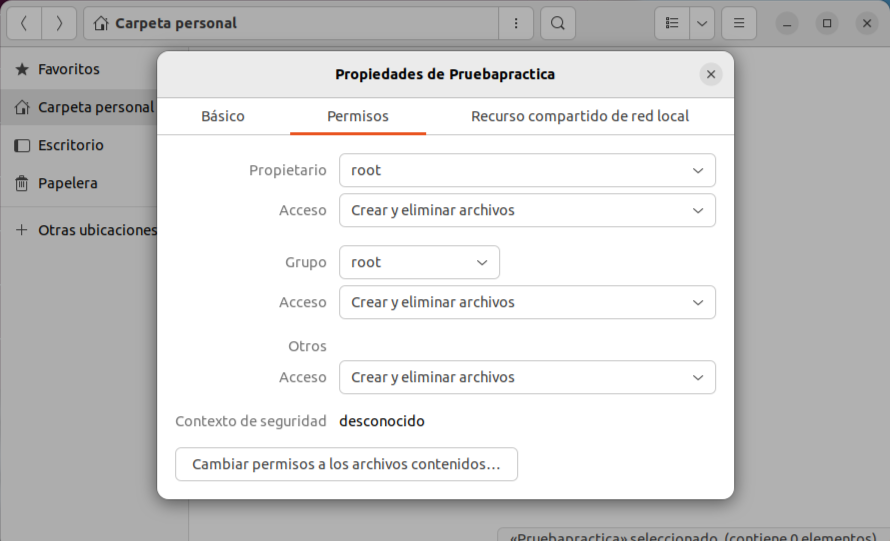 Carpeta personal
Favoritos
Carpeta personal
Escritorio
Papelera
Otras ubicaciones
Propiedades de Pruebapractica
Básico Permisos Recurso compartido de red local
Propietario root
Acceso Crear y eliminar archivos
Grupo root
Acceso Crear y eliminar archivos
Otros
Acceso Crear y eliminar archivos
Contexto de seguridad desconocido
Cambiar permisos a los archivos contenidos…
«Pruebapractica» seleccionado (contiene 0 elementos)